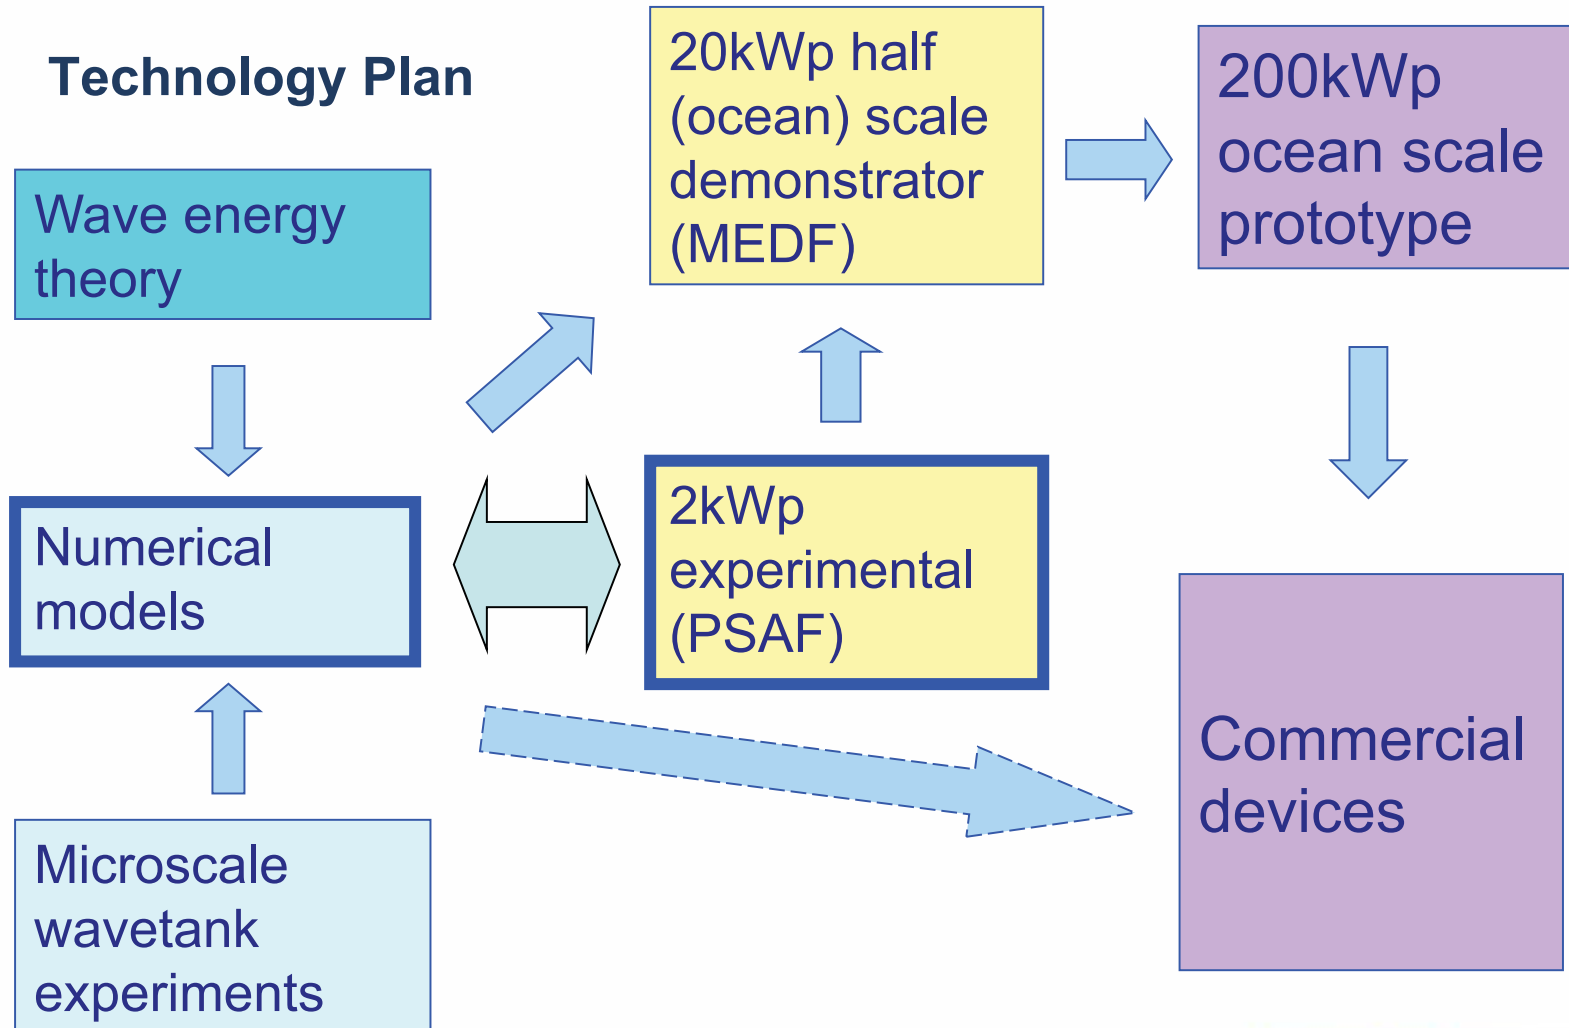 Technology Plan
Wave energy
theory
Numerical
models
Microscale
wavetank
experiments
20kWp half
(ocean) scale
demonstrator
(MEDF)
2kWp
experimental
(PSAF)
200kWp
ocean scale
prototype
Commercial
devices